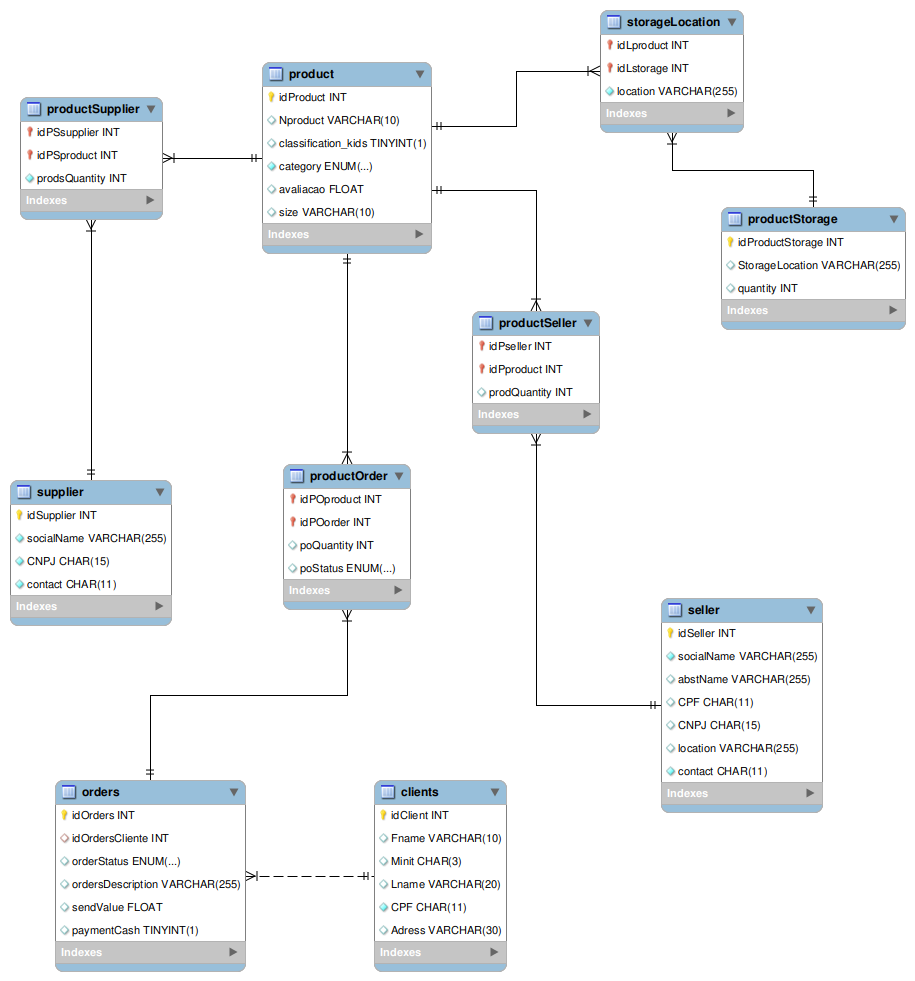 storageLocation
idLproduct INT
idLstorage INT
location VARCHAR(255)
Indexes
product
idProduct INT
Nproduct VARCHAR(10)
classification_kids TINYINT(1)
category ENUM(...)
avaliacao FLOAT
size VARCHAR(10)
Indexes
productSupplier
idPSsupplier INT
idPSproduct INT
prodsQuantity INT
Indexes
productStorage
idProductStorage INT
StorageLocation VARCHAR(255)
quantity INT
Indexes
productSeller
idPseller INT
idPproduct INT
prodQuantity INT
Indexes
productOrder
idPOproduct INT
idPOorder INT
poQuantity INT
poStatus ENUM(...)
Indexes
supplier
idSupplier INT
socialName VARCHAR(255)
CNPJ CHAR(15)
contact CHAR(11)
Indexes
seller
idSeller INT
socialName VARCHAR(255)
abstName VARCHAR(255)
CPF CHAR(11)
CNPJ CHAR(15)
location VARCHAR(255)
contact CHAR(11)
Indexes
orders
idOrders INT
idOrdersCliente INT
orderStatus ENUM(...)
ordersDescription VARCHAR(255)
sendValue FLOAT
paymentCash TINYINT(1)
Indexes
clients
idClient INT
Fname VARCHAR(10)
Minit CHAR(3)
Lname VARCHAR(20)
CPF CHAR(11)
Adress VARCHAR(30)
Indexes